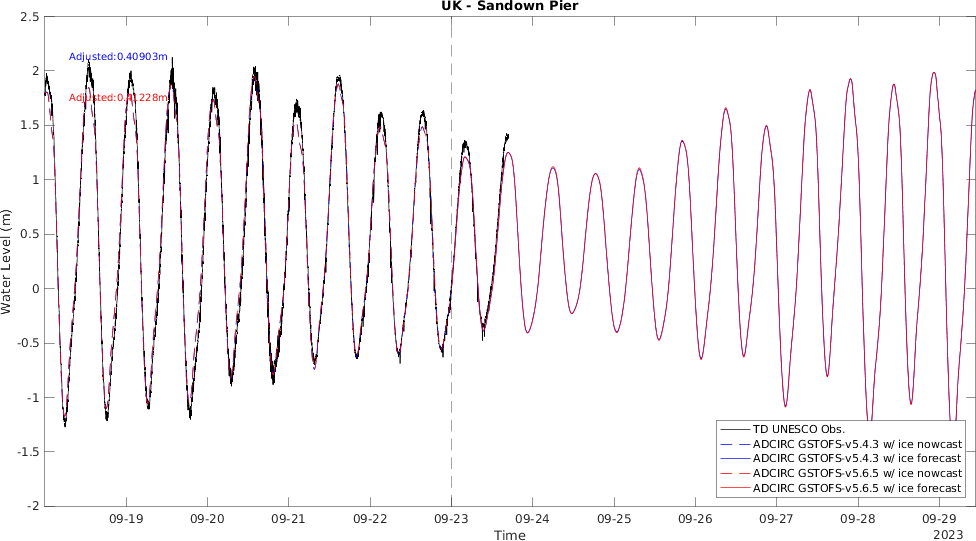 UK - Sandown Pier
2.5
2
1.5
1
0.5
0
-0.5
-1
-1.5
-2
Water Level (m)
Adjusted:0.40903m
Adjusted:0.41228m
TD UNESCO Obs.
ADCIRC GSTOFS-v5.4.3 w/ ice nowcast
ADCIRC GSTOFS-v5.4.3 w/ ice forecast
ADCIRC GSTOFS-v5.6.5 w/ ice nowcast
ADCIRC GSTOFS-v5.6.5 w/ ice forecast
09-19 09-20 09-21 09-22 09-23 09-24 09-25 09-26 09-27 09-28 09-29
Time
2023